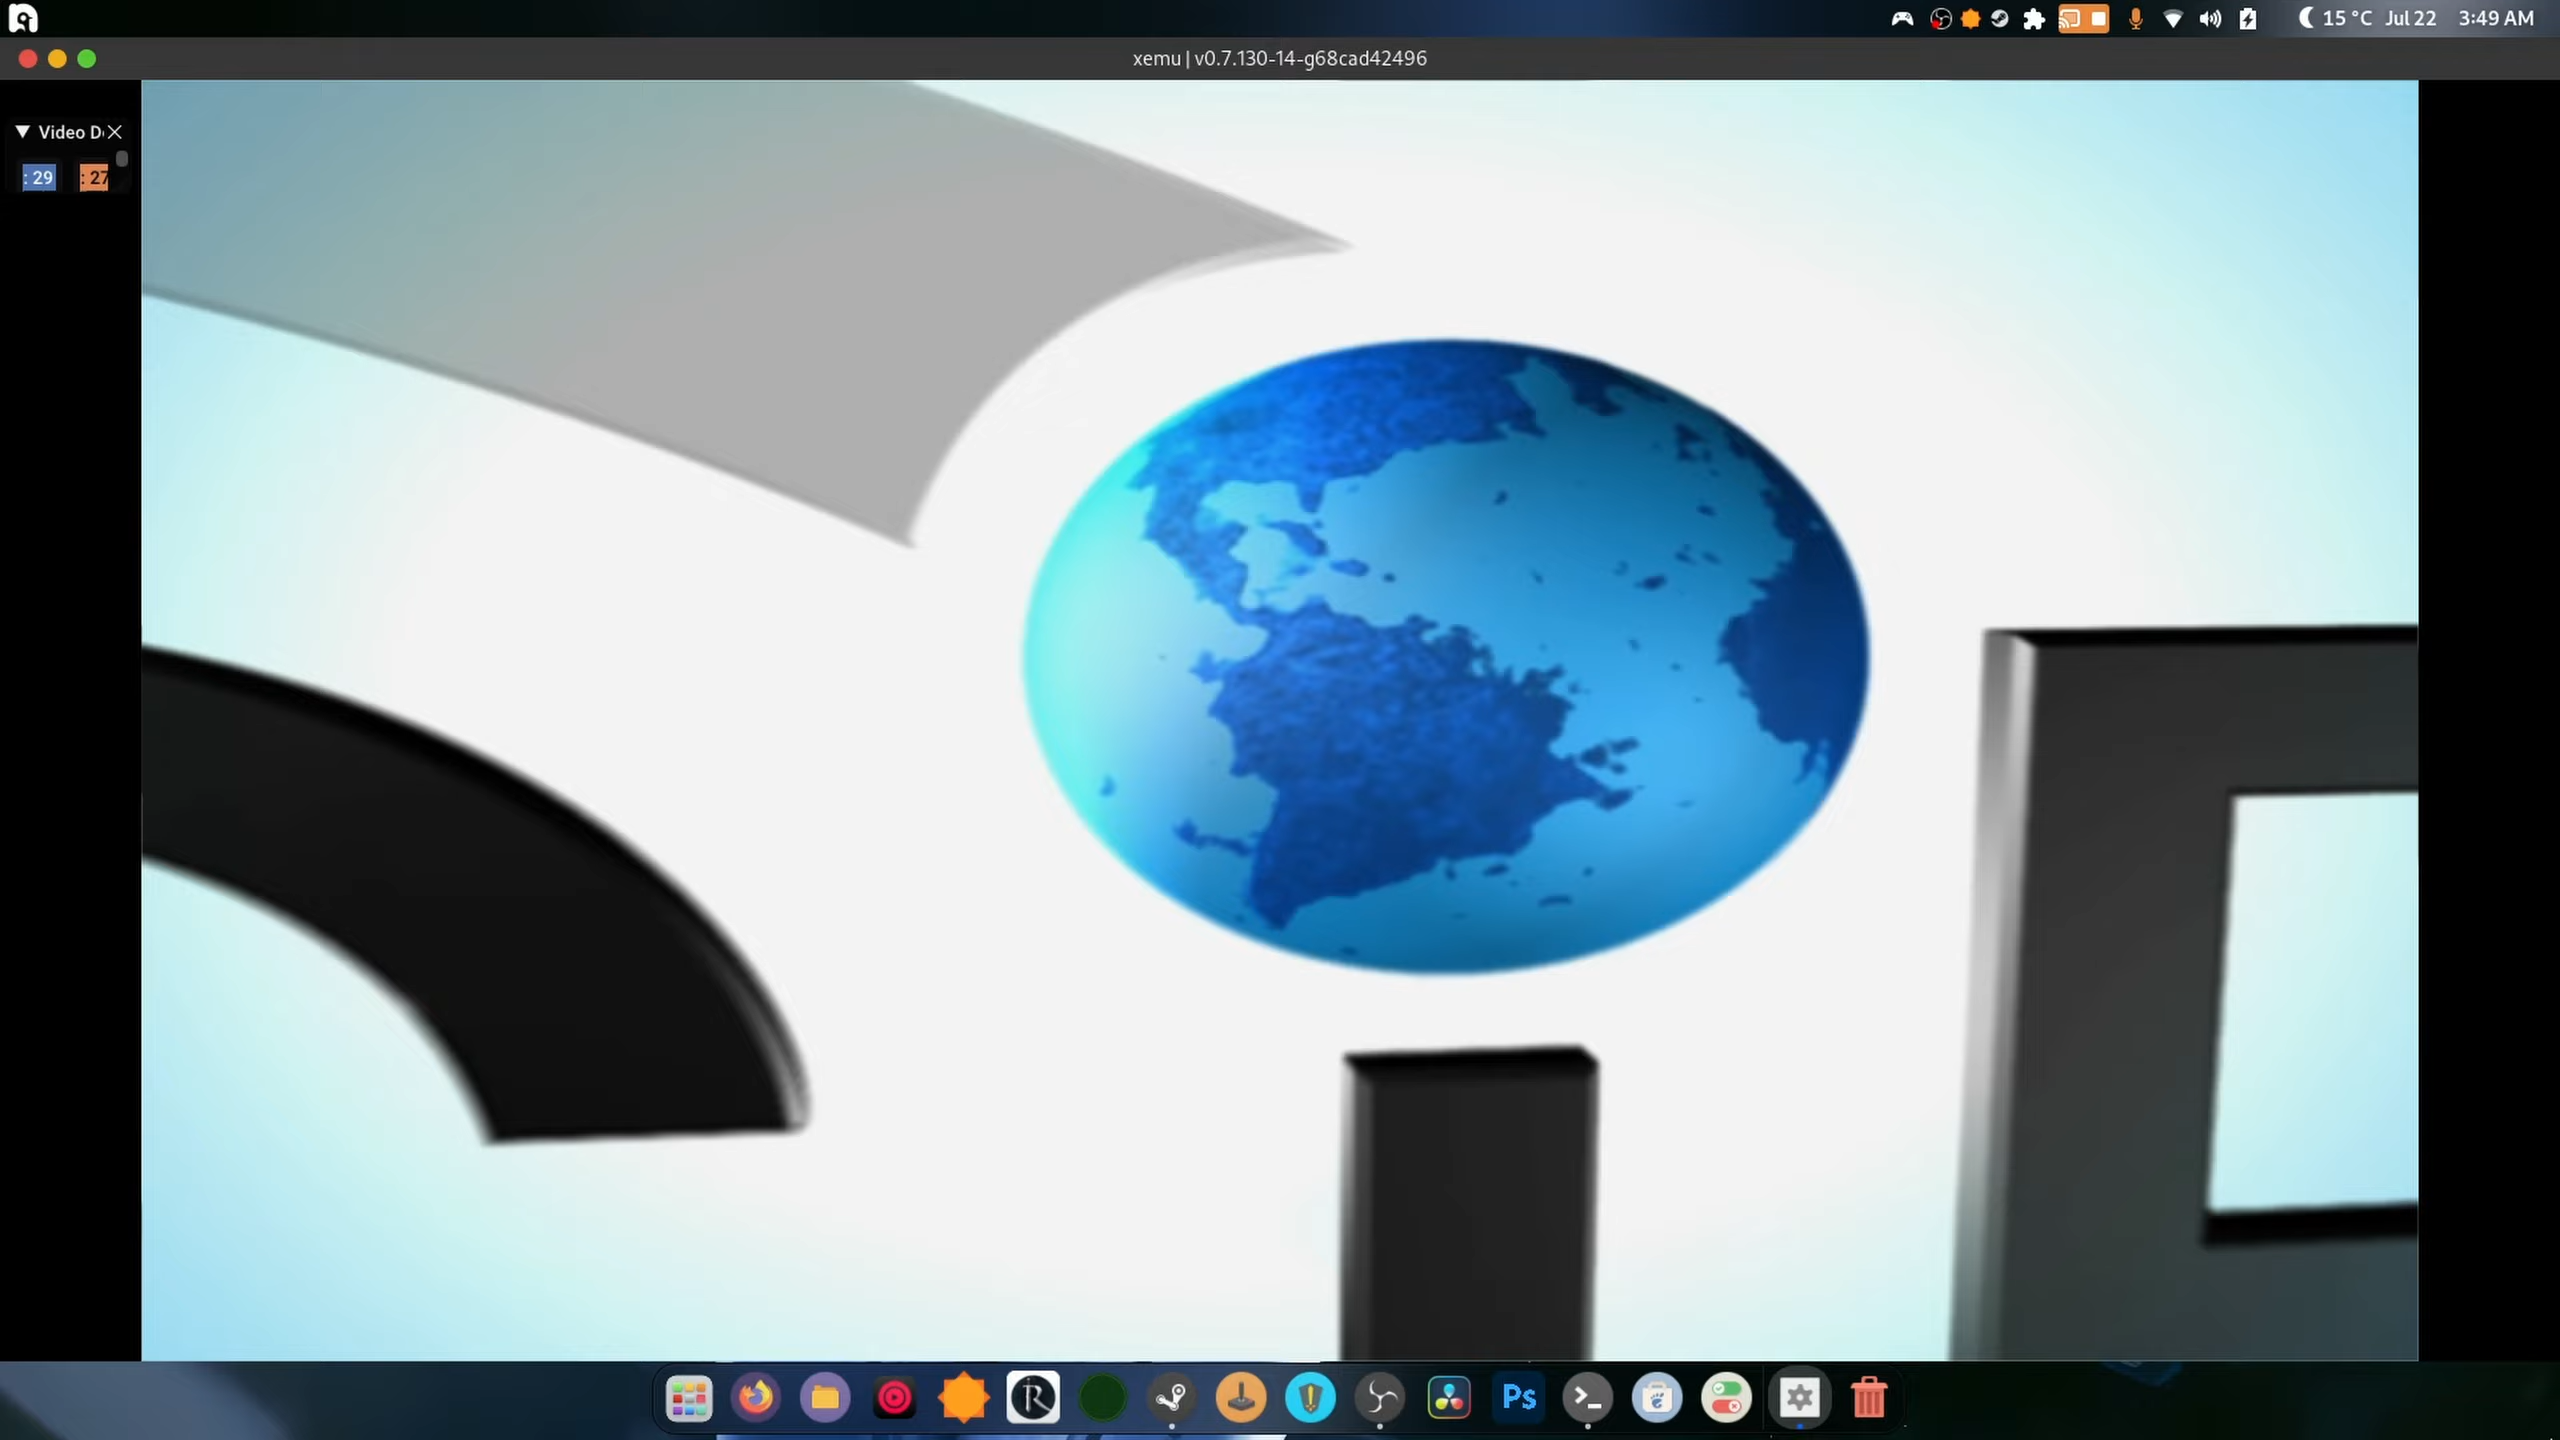 15 °C Jul 22 3:49 AM
xemu | v0.7.130-14-g68cad42496
Video D
: 29 : 27
R
Ps